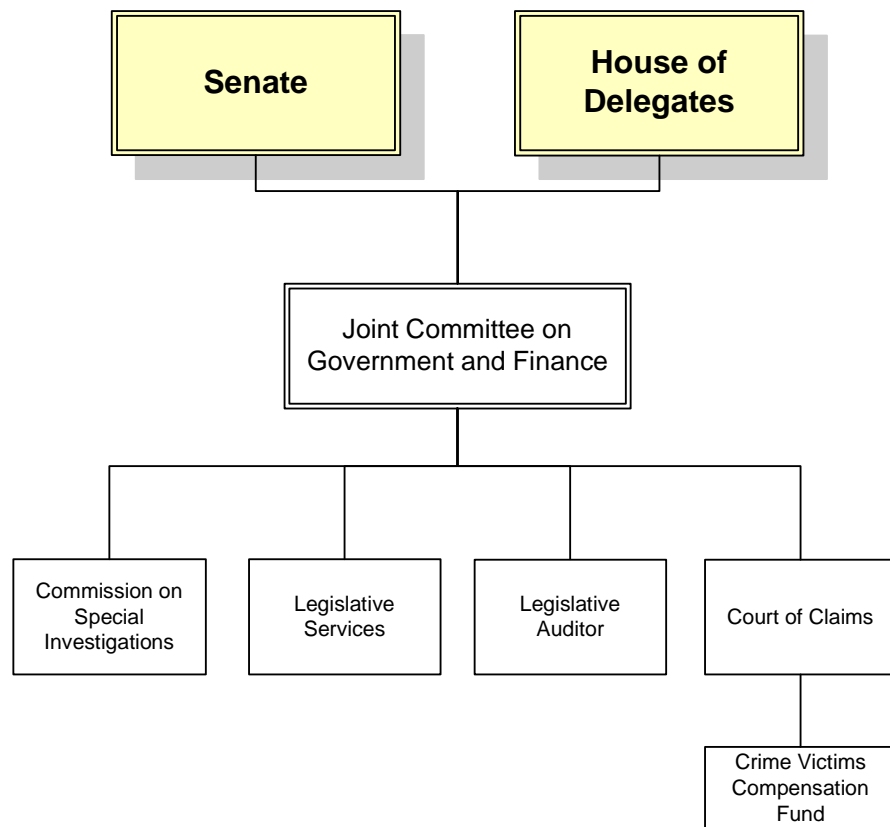 Senate
House of
Delegates
Joint Committee on
Government and Finance
Commission on
Special
Investigations
Legislative
Services
Legislative
Auditor
Court of Claims
Crime Victims
Compensation
Fund